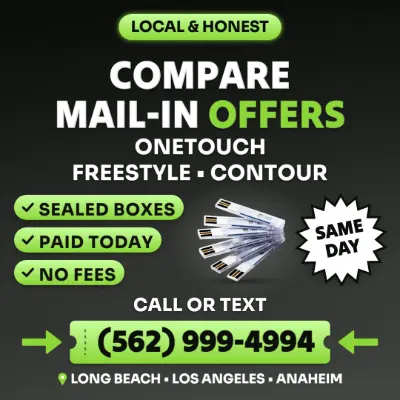 LOCAL & HONEST
COMPARE
MAIL-IN OFFERS
ONETOUCH
FREESTYLE • CONTOUR
SEALED BOXES
PAID TODAY
NO FEES
SAME
DAY
CALL OR TEXT
(562) 999-4994
LONG BEACH • LOS ANGELES • ANAHEIM